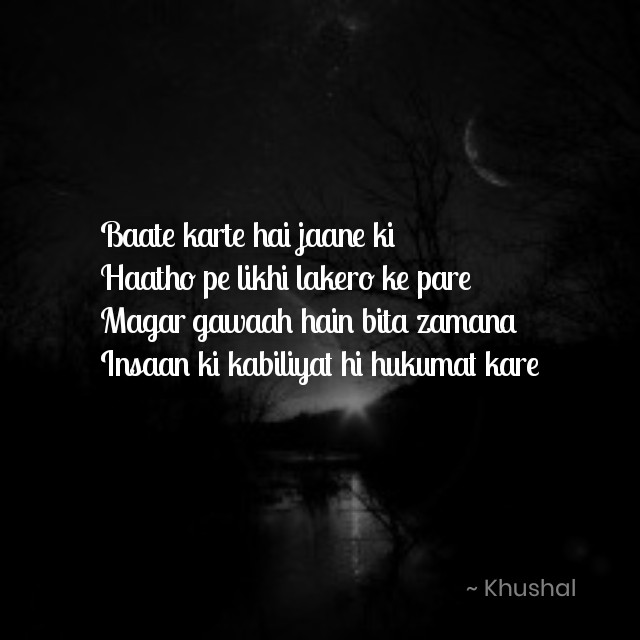 Baate karte hai jaane ki
Haatho pe likhi lakero ke pare
Magar gawaah hain bita zamana
Insaan ki kabiliyat hi hukumat kare
~ Khushal